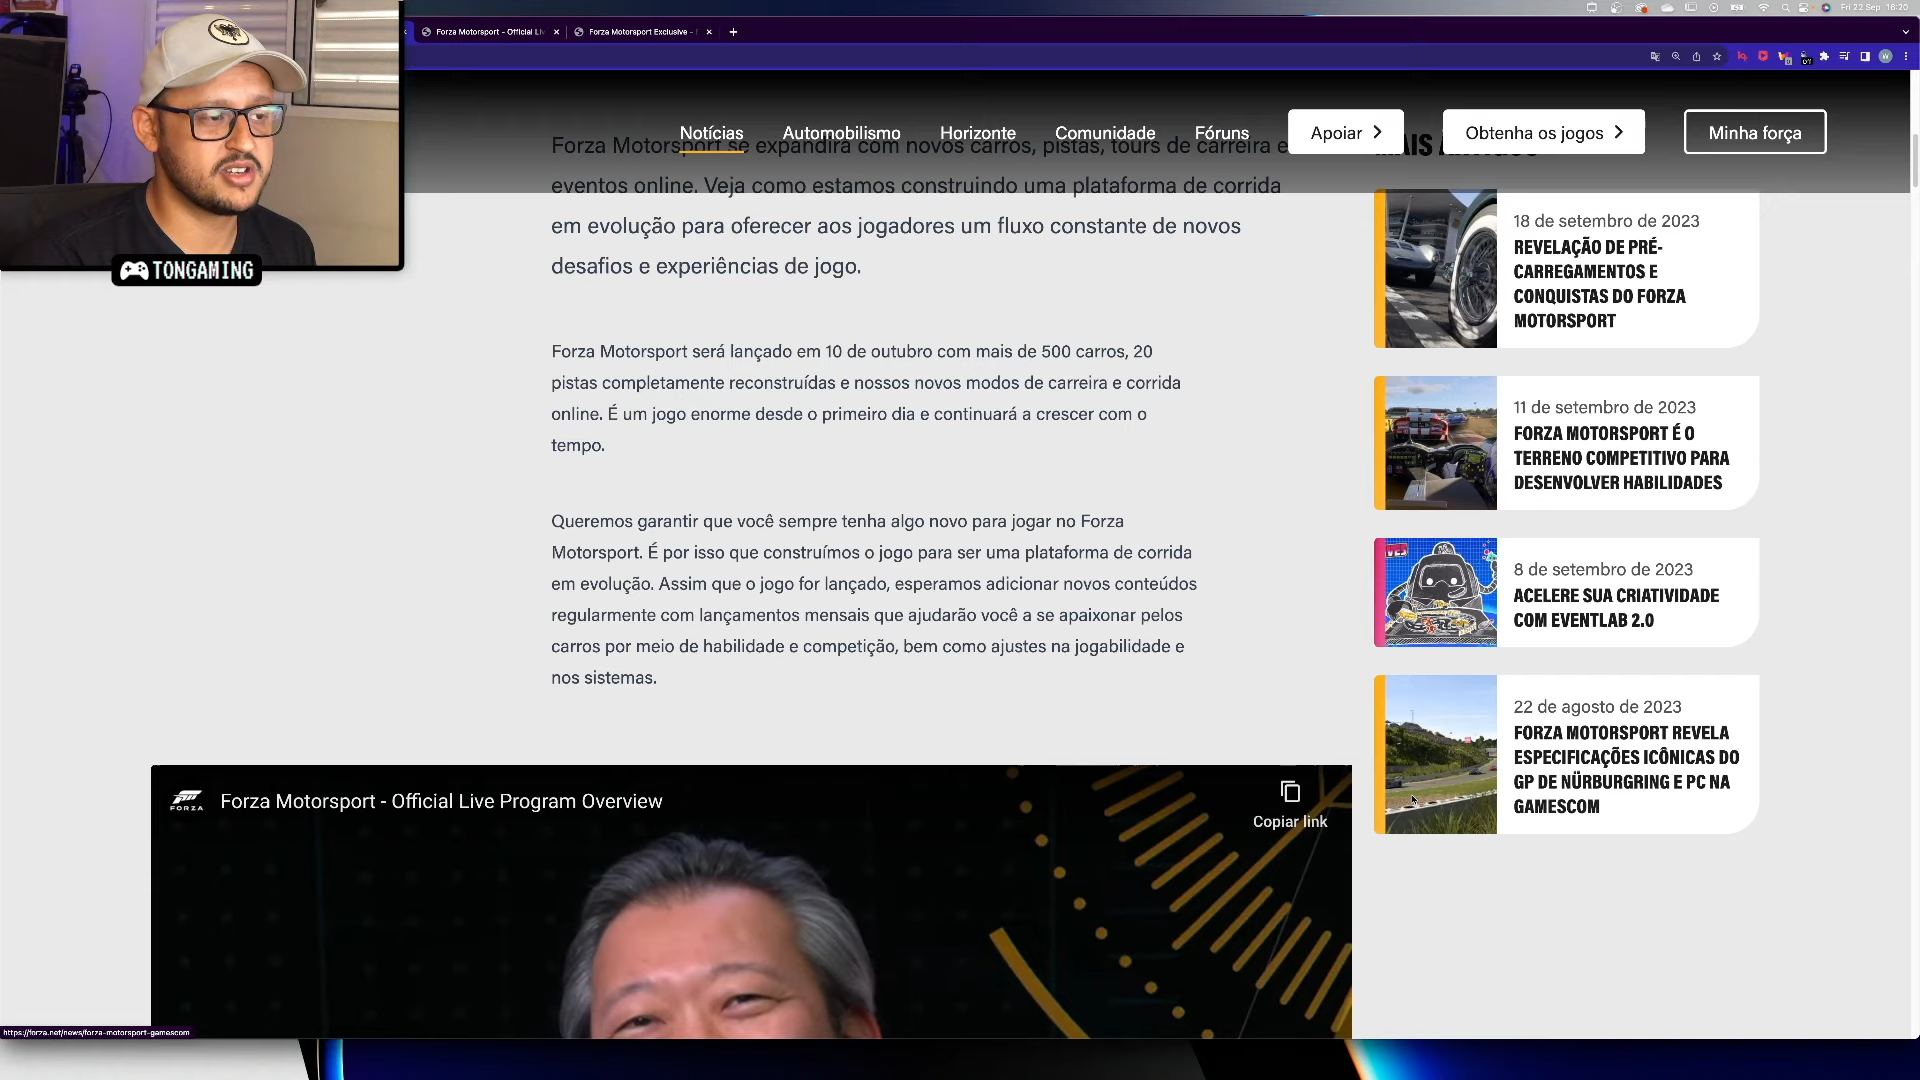 Fri 22 Sep 16:20
Forza Motorsport - Official Liv
Forza Motorsport Exclusive -
Notícias
Automobilismo
Horizonte
Comunidade
Fóruns
Apoiar
Obtenha os jogos
Minha força
TONGAMING
Forza Motorsport se expandirá com novos carros, pistas, tours de carreira e
eventos online. Veja como estamos construindo uma plataforma de corrida
em evolução para oferecer aos jogadores um fluxo constante de novos
desafios e experiências de jogo.
Forza Motorsport será lançado em 10 de outubro com mais de 500 carros, 20
pistas completamente reconstruídas e nossos novos modos de carreira e corrida
online. É um jogo enorme desde o primeiro dia e continuará a crescer com o
tempo.
Queremos garantir que você sempre tenha algo novo para jogar no Forza
Motorsport. É por isso que construímos o jogo para ser uma plataforma de corrida
em evolução. Assim que o jogo for lançado, esperamos adicionar novos conteúdos
regularmente com lançamentos mensais que ajudarão você a se apaixonar pelos
carros por meio de habilidade e competição, bem como ajustes na jogabilidade e
nos sistemas.
FORZA
Forza Motorsport - Official Live Program Overview
Copiar link
18 de setembro de 2023
REVELAÇÃO DE PRÉ-
CARREGAMENTOS E
CONQUISTAS DO FORZA
MOTORSPORT
11 de setembro de 2023
FORZA MOTORSPORT É O
TERRENO COMPETITIVO PARA
DESENVOLVER HABILIDADES
8 de setembro de 2023
ACELERE SUA CRIATIVIDADE
COM EVENTLAB 2.0
22 de agosto de 2023
FORZA MOTORSPORT REVELA
ESPECIFICAÇÕES ICÔNICAS DO
GP DE NÜRBURGRING E PC NA
GAMESCOM
https://forza.net/news/forza-motorsport-gamescom